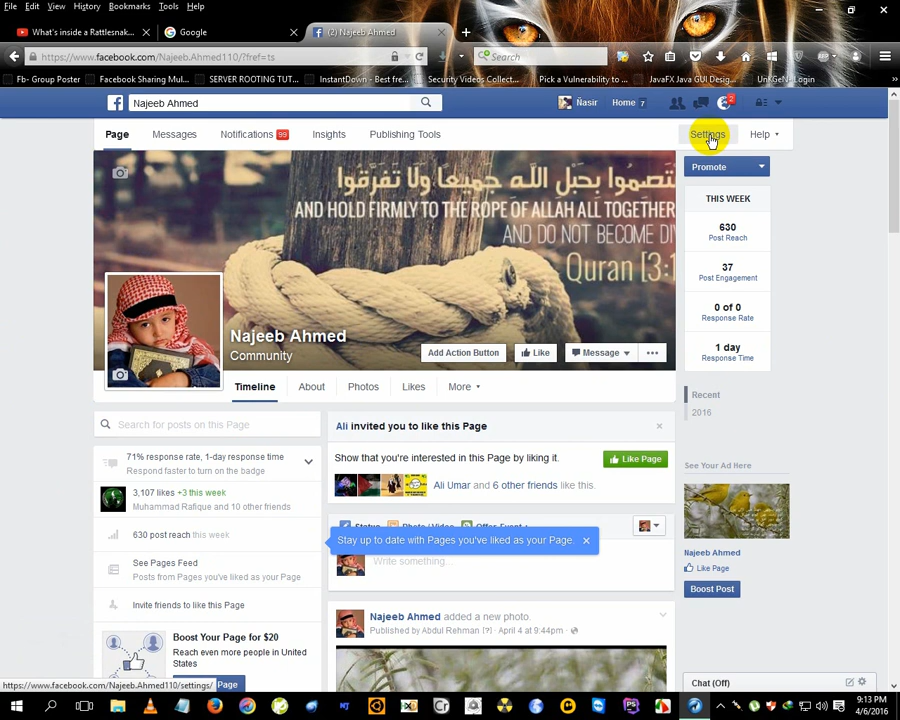 File Edit View History Bookmarks Tools Help
What's inside a Rattlesnak...
Google
(2) Najeeb Ahmed
https://www.facebook.com/Najeeb.Ahmed110/?fref=ts
Search
Fb- Group Poster
Facebook Sharing Mul...
SERVER ROOTING TUT...
InstantDown - Best fre...
Security Videos Collect...
Pick a Vulnerability to ...
JavaFX Java GUI Desig...
UnKGeN- Login
Najeeb Ahmed
Ñasir
Home 7
2
Page
Messages
Notifications 99
Insights
Publishing Tools
Settings
Help
تصموا بحبل الله جميعا ولا تفرقوا
AND HOLD FIRMLY TO THE ROPE OF ALLAH ALL TOGETHER
AND DO NOT BECOME DIV
Quran [3:1
Najeeb Ahmed
Community
Add Action Button
Like
Message
Promote
THIS WEEK
630
Post Reach
37
Post Engagement
0 of 0
Response Rate
1 day
Response Time
Timeline
About
Photos
Likes
More
Recent
2016
Search for posts on this Page
71% response rate, 1-day response time
Respond faster to turn on the badge
3,107 likes +3 this week
Muhammad Rafique and 10 other friends
630 post reach this week
See Pages Feed
Posts from Pages you've liked as your Page
Invite friends to like this Page
Boost Your Page for $20
Reach even more people in United
States
Page
Ali invited you to like this Page
Show that you're interested in this Page by liking it.
Like Page
Ali Umar and 6 other friends like this.
Status
Photo / Video
Offer, Event +
Stay up to date with Pages you've liked as your Page.
Write something...
Najeeb Ahmed added a new photo.
Published by Abdul Rehman [?] · April 4 at 9:44pm ·
See Your Ad Here
Najeeb Ahmed
Like Page
Boost Post
Chat (Off)
https://www.facebook.com/Najeeb.Ahmed110/settings/
9:13 PM
4/6/2016